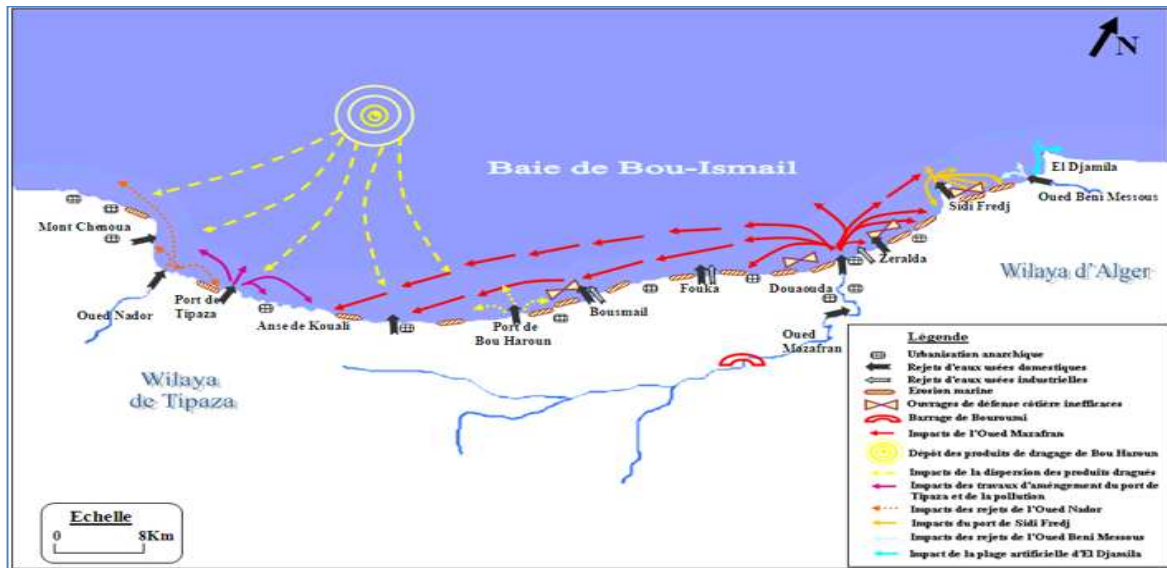 N
Baie de Bou-Ismail
El Djamila
Oued Beni Messous
Sidi Fredj
Mont Chenoua
Zeralda
Wilaya d'Alger
Port de
Tipaza
Fouka
Douaouda
Oued Nador
Anse de Kouali
Port de
Bou Haroun
Bousmail
Oued
Mazafran
Wilaya
de Tipaza
Echelle
0 8Km
Légende
Urbanisation anarchique
Rejets d'eaux usées domestiques
Rejets d'eaux usées industrielles
Erosion marine
Ouvrages de défense côtière inefficaces
Barrage de Bouroumi
Impacts de l'Oued Mazafran
Dépôt des produits de dragage de Bou Haroun
Impacts de la dispersion des produits dragués
Impacts des travaux d'améngement du port de
Tipaza et de la pollution
Impacts des rejets de l'Oued Nador
Impacts du port de Sidi Fredj
Impacts des rejets de l'Oued Beni Messous
Impact de la plage artificielle d'El Djamila